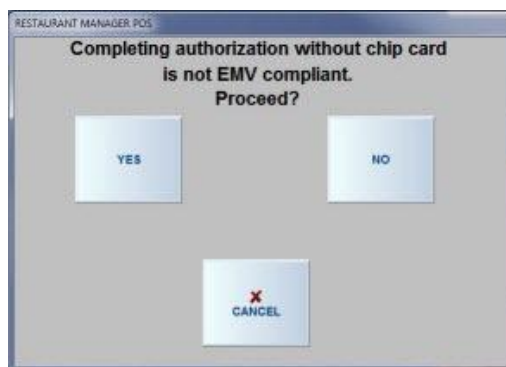 RESTAURANT MANAGER POS
Completing authorization without chip card
is not EMV compliant.
Proceed?
YES
NO
X
CANCEL